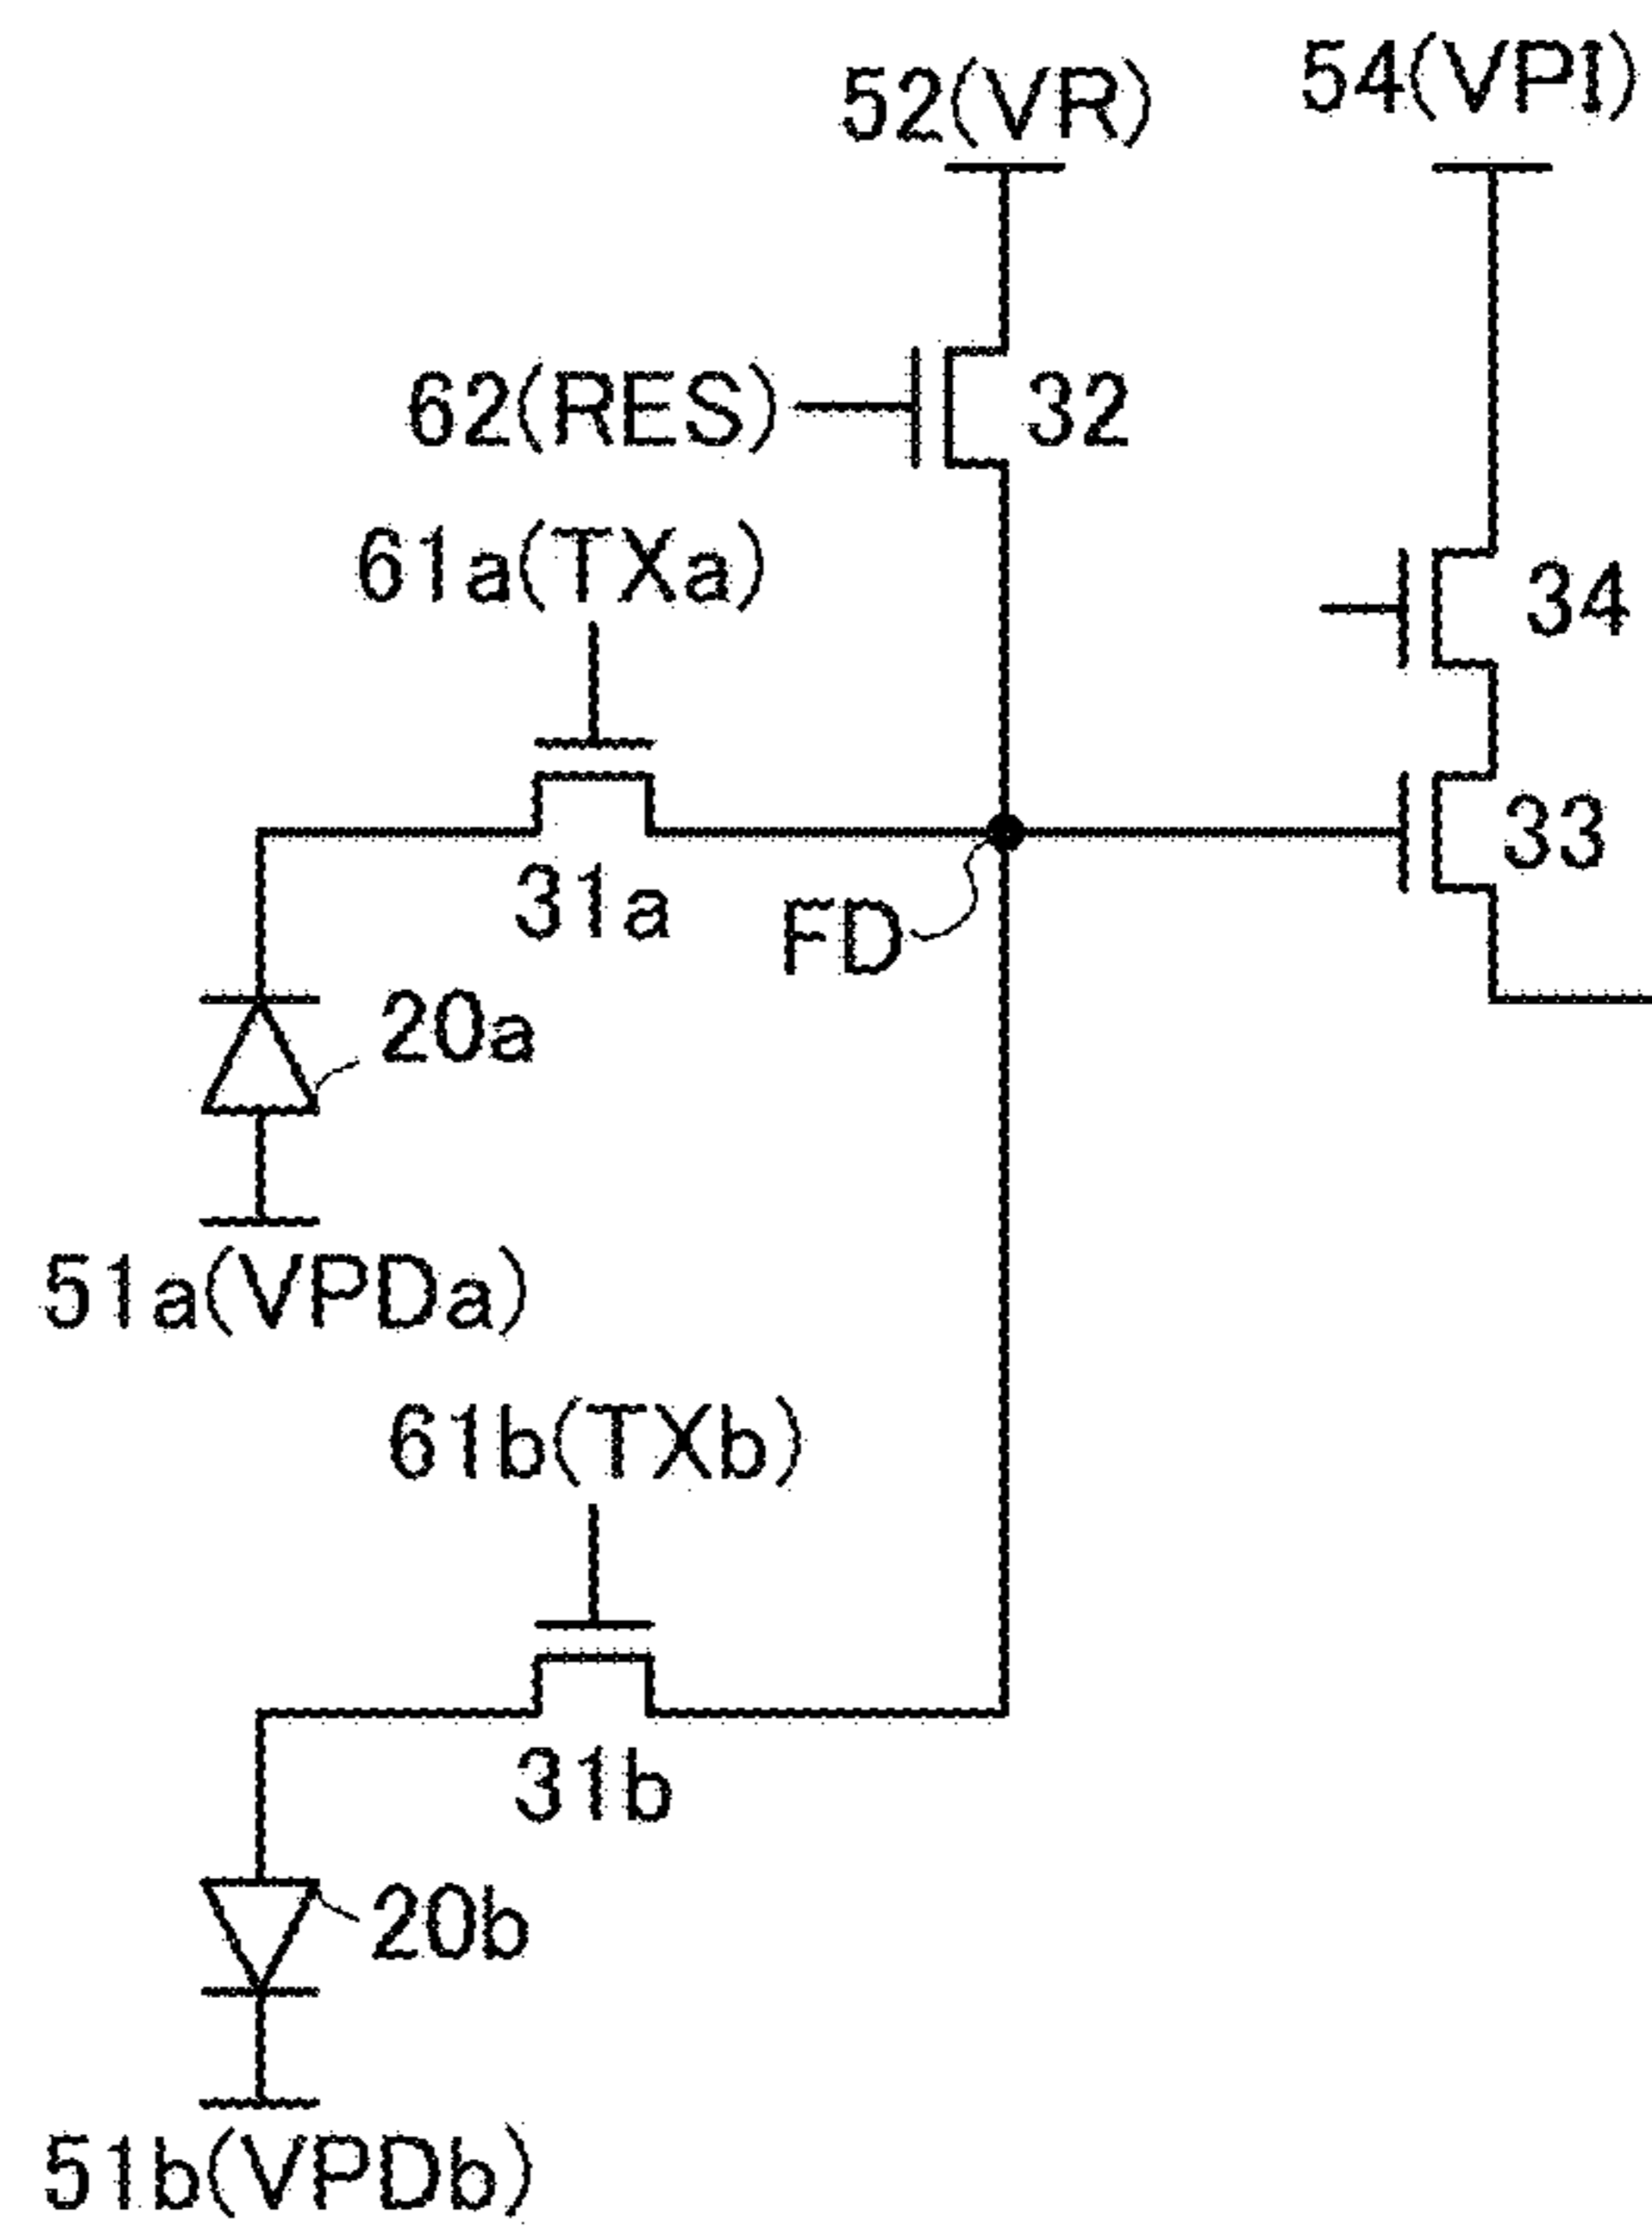 52(VR)
54(VPI)
62(RES)
32
61a(TXa)
34
33
31a
FD
20a
51a(VPDa)
61b(TXb)
31b
20b
51b(VPDb)